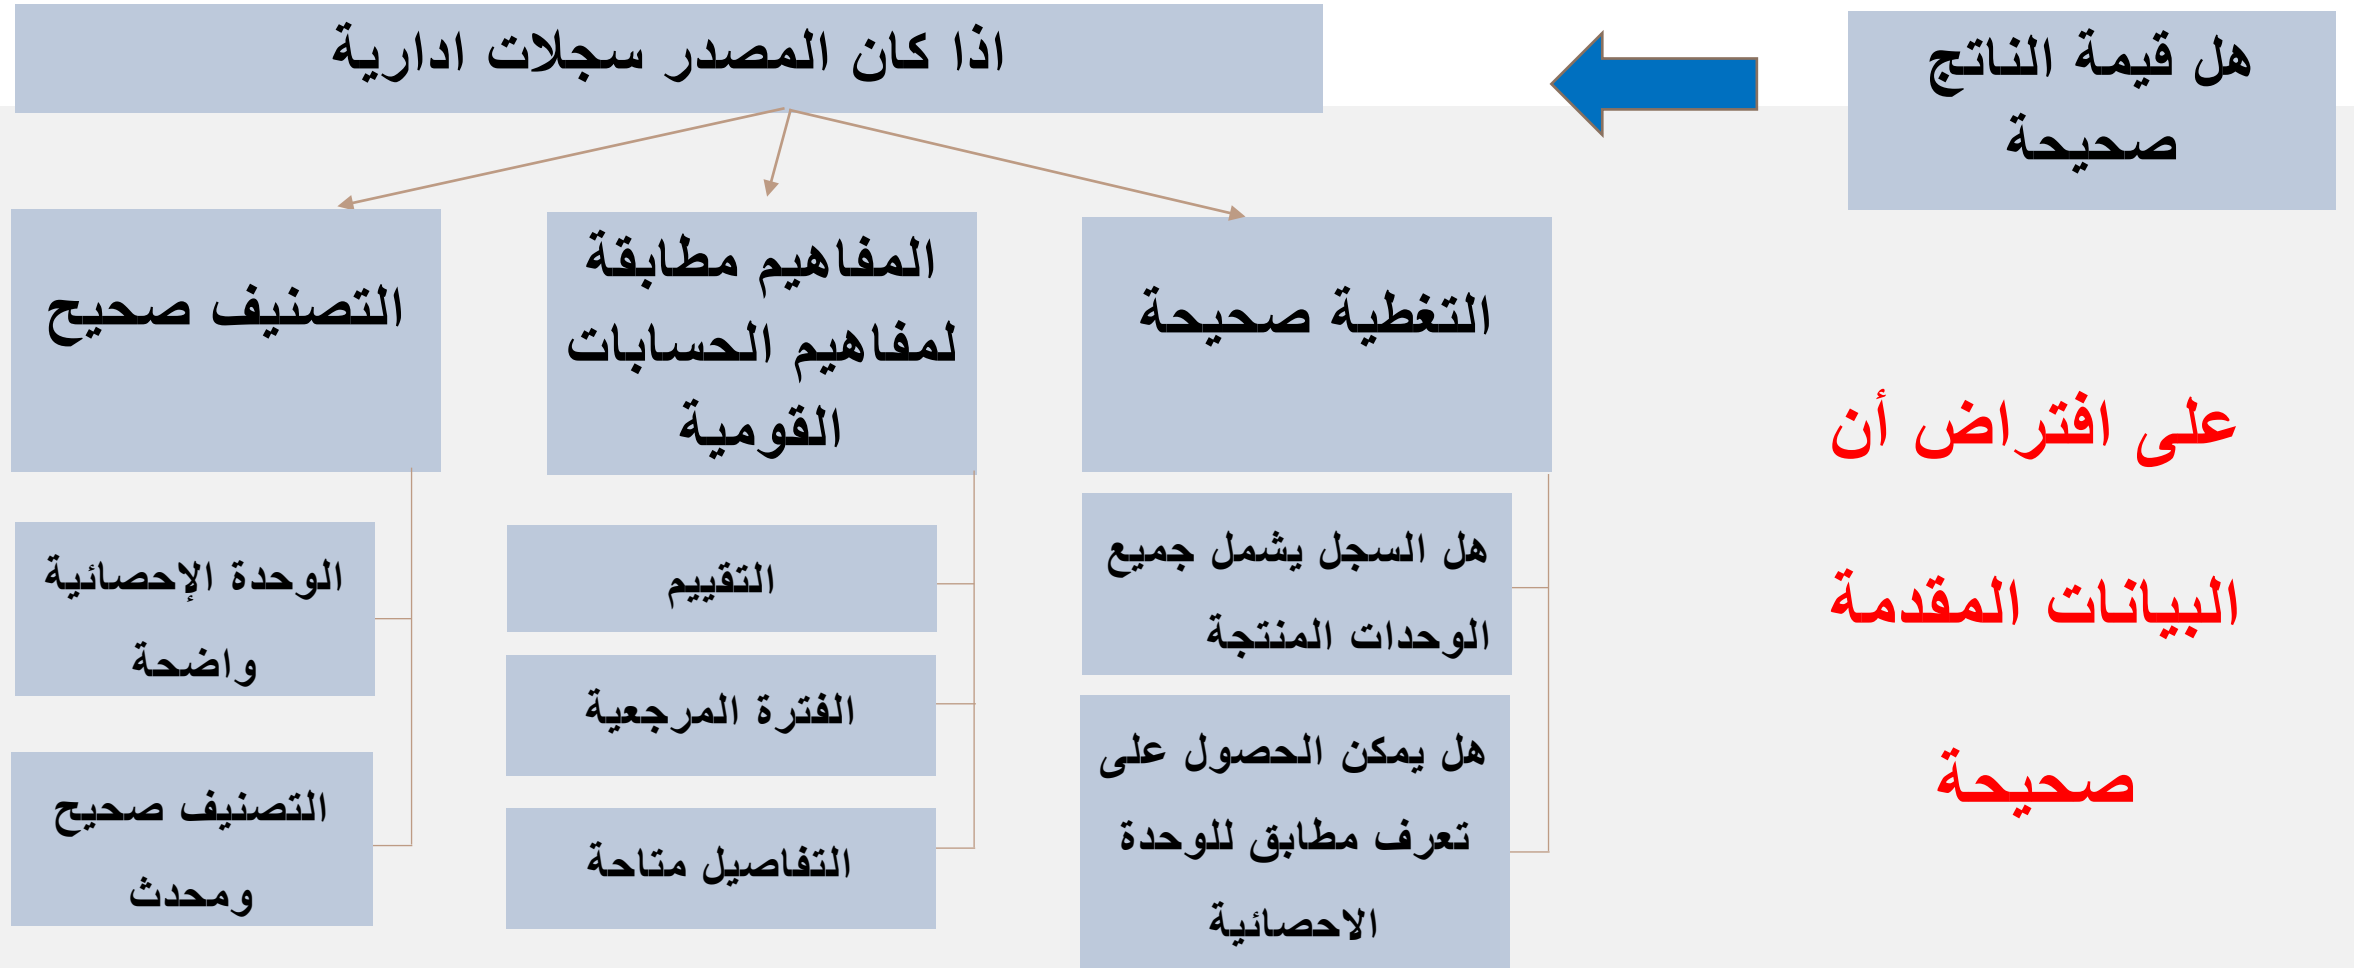 هل قيمة الناتج
صحيحة
اذا كان المصدر سجلات ادارية
التغطية صحيحة
هل السجل يشمل جميع
الوحدات المنتجة
هل يمكن الحصول على
تعرف مطابق للوحدة
الاحصائية
المفاهيم مطابقة
لمفاهيم الحسابات
القومية
التقييم
الفترة المرجعية
التفاصيل متاحة
التصنيف صحيح
الوحدة الإحصائية
واضحة
التصنيف صحيح
ومحدث
على افتراض أن
البيانات المقدمة
صحيحة